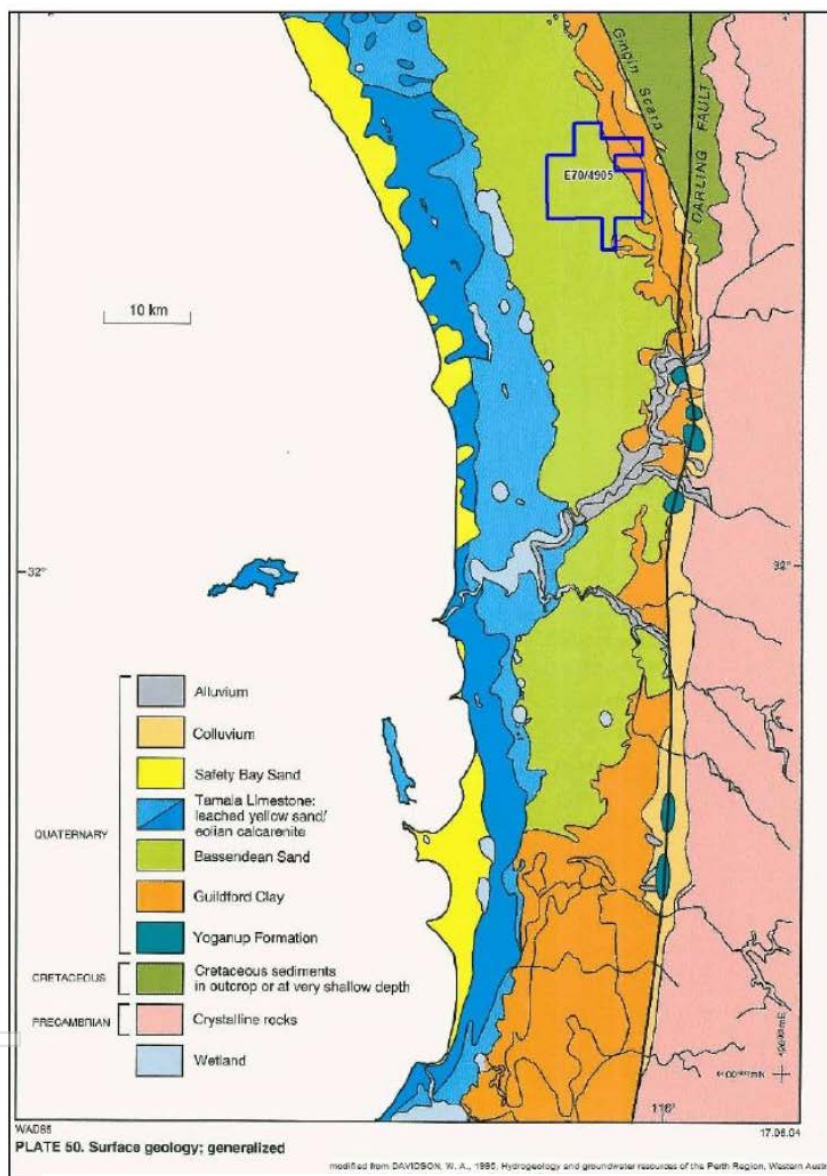 Gingin Scarp
DARLING FAULT
E70/4905
10 km
32°
32°
Alluvium
Colluvium
Safety Bay Sand
Tamala Limestone:
leached yellow sand/
eolian calcarenite
QUATERNARY
Bassendean Sand
Guildford Clay
Yoganup Formation
CRETACEOUS
Cretaceous sediments
in outcrop or at very shallow depth
PRECAMBRIAN
Crystalline rocks
Wetland
116°
WAD85
17.06.04
PLATE 50. Surface geology; generalized
modified from DAVIDSON, W. A., 1995, Hydrogeology and groundwater resources of the Perth Region, Western Aust